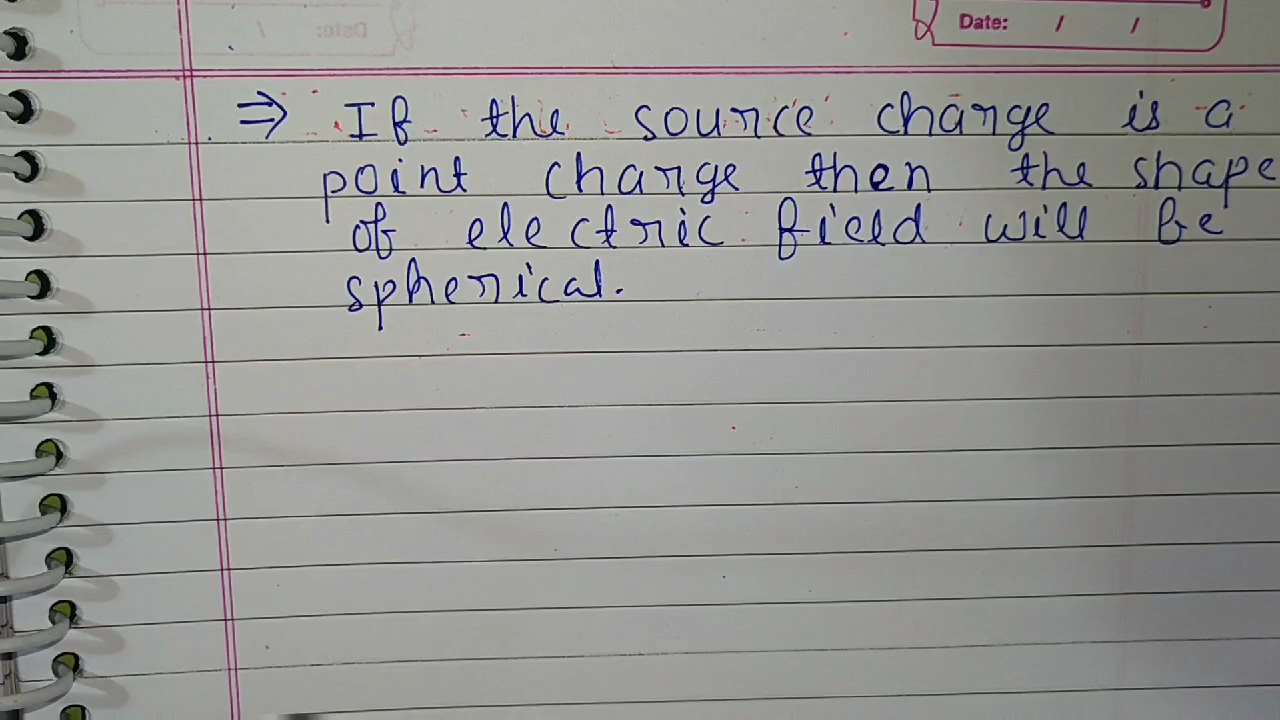 Date: / /
⇒ If the source charge is a
point charge then the shape
of electric field will be
spherical.